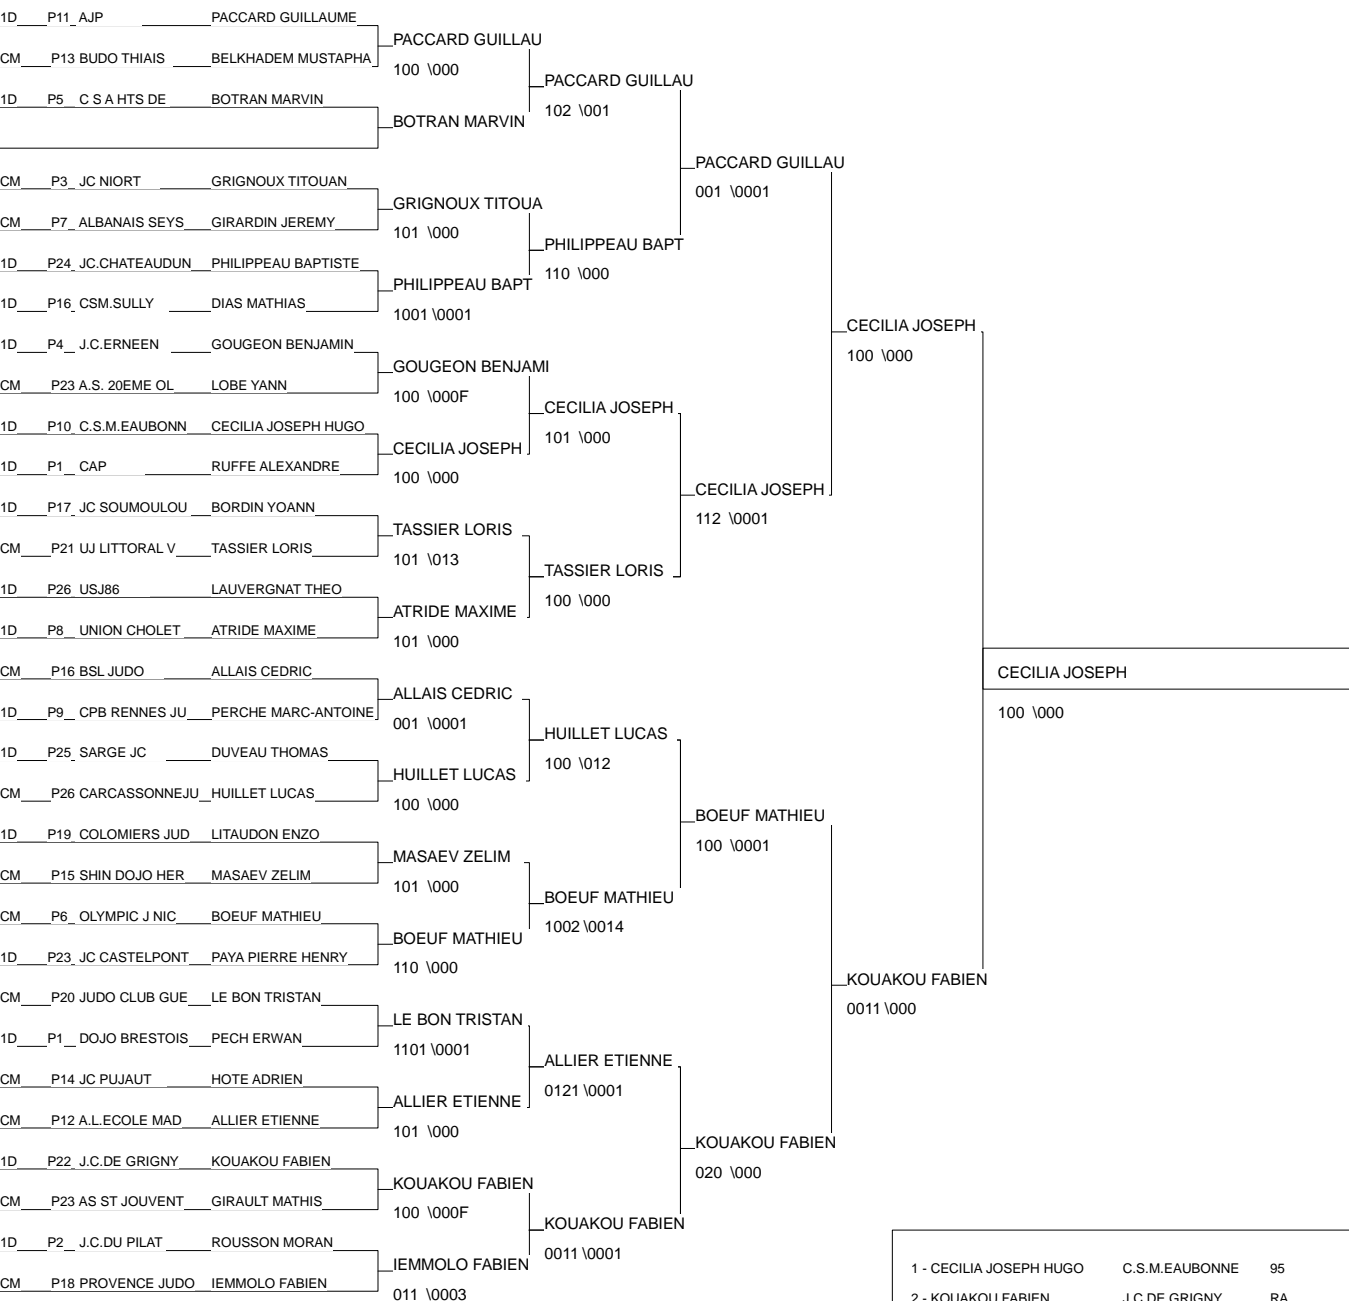 1D P11 AJP PACCARD GUILLAUME
PACCARD GUILLAU
CM P13 BUDO THIAIS BELKHADEM MUSTAPHA
100 \000
PACCARD GUILLAU
1D P5 C S A HTS DE BOTRAN MARVIN
102 \001
BOTRAN MARVIN
PACCARD GUILLAU
CM P3 JC NIORT GRIGNOUX TITOUAN
001 \0001
GRIGNOUX TITOUA
CM P7 ALBANAIS SEYS GIRARDIN JEREMY
101 \000
PHILIPPEAU BAPT
1D P24 JC.CHATEAUDUN PHILIPPEAU BAPTISTE
110 \000
PHILIPPEAU BAPT
1D P16 CSM.SULLY DIAS MATHIAS
1001 \0001
CECILIA JOSEPH
1D P4 J.C.ERNEEN GOUGEON BENJAMIN
100 \000
GOUGEON BENJAMI
CM P23 A.S. 20EME OL LOBE YANN
100 \000F
CECILIA JOSEPH
1D P10 C.S.M.EAUBONN CECILIA JOSEPH HUGO
101 \000
CECILIA JOSEPH
1D P1 CAP RUFFE ALEXANDRE
100 \000
CECILIA JOSEPH
1D P17 JC SOUMOULOU BORDIN YOANN
112 \0001
TASSIER LORIS
CM P21 UJ LITTORAL V TASSIER LORIS
101 \013
TASSIER LORIS
1D P26 USJ86 LAUVERGNAT THEO
100 \000
ATRIDE MAXIME
1D P8 UNION CHOLET ATRIDE MAXIME
101 \000
CM P16 BSL JUDO ALLAIS CEDRIC
CECILIA JOSEPH
ALLAIS CEDRIC
1D P9 CPB RENNES JU PERCHE MARC-ANTOINE
100 \000
001 \0001
HUILLET LUCAS
1D P25 SARGE JC DUVEAU THOMAS
100 \012
HUILLET LUCAS
CM P26 CARCASSONNEJU HUILLET LUCAS
100 \000
BOEUF MATHIEU
1D P19 COLOMIERS JUD LITAUDON ENZO
100 \0001
MASAEV ZELIM
CM P15 SHIN DOJO HER MASAEV ZELIM
101 \000
BOEUF MATHIEU
CM P6 OLYMPIC J NIC BOEUF MATHIEU
1002 \0014
BOEUF MATHIEU
1D P23 JC CASTELPONT PAYA PIERRE HENRY
110 \000
KOUAKOU FABIEN
CM P20 JUDO CLUB GUE LE BON TRISTAN
0011 \000
LE BON TRISTAN
1D P1 DOJO BRESTOIS PECH ERWAN
1101 \0001
ALLIER ETIENNE
CM P14 JC PUJAUT HOTE ADRIEN
0121 \0001
ALLIER ETIENNE
CM P12 A.L.ECOLE MAD ALLIER ETIENNE
101 \000
KOUAKOU FABIEN
1D P22 J.C.DE GRIGNY KOUAKOU FABIEN
020 \000
KOUAKOU FABIEN
CM P23 AS ST JOUVENT GIRAULT MATHIS
100 \000F
KOUAKOU FABIEN
1D P2 J.C.DU PILAT ROUSSON MORAN
0011 \0001
IEMMOLO FABIEN
1 - CECILIA JOSEPH HUGO C.S.M.EAUBONNE 95
CM P18 PROVENCE JUDO IEMMOLO FABIEN
011 \0003
2 - KOUAKOU FABIEN J.C.DE GRIGNY RA